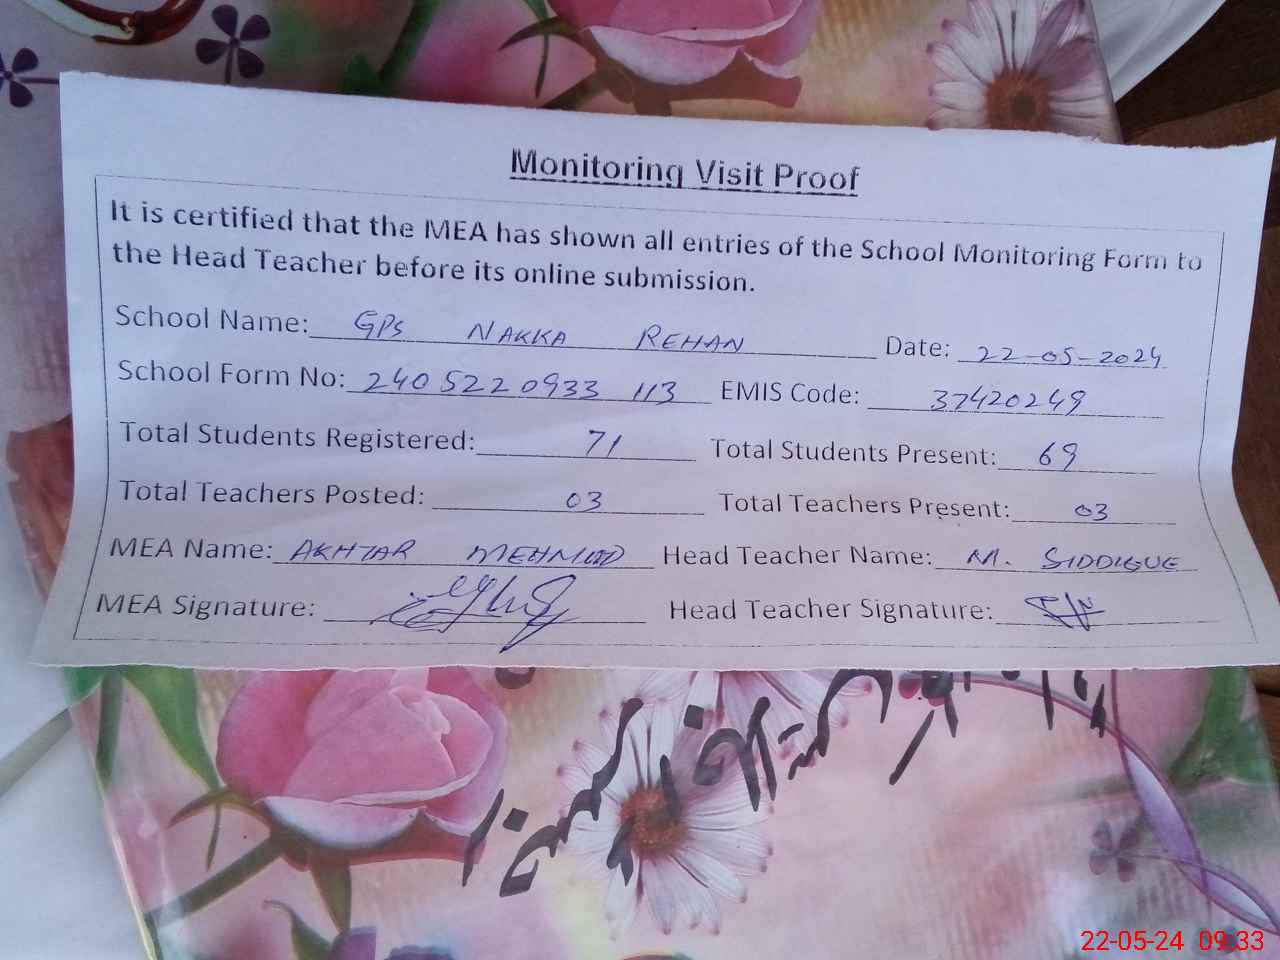 Monitoring Visit Proof
It is certified that the MEA has shown all entries of the School Monitoring Form to
the Head Teacher before its online submission.
School Name: GPS NAKKA REHAN Date: 22-05-2024
School Form No: 2405220933 113 EMIS Code: 37420249
Total Students Registered: 71 Total Students Present: 69
Total Teachers Posted: 03 Total Teachers Present: 03
MEA Name: AKHTAR MEHMOOD Head Teacher Name: M. SIDDIQUE
MEA Signature: Head Teacher Signature:
22-05-24 09:33